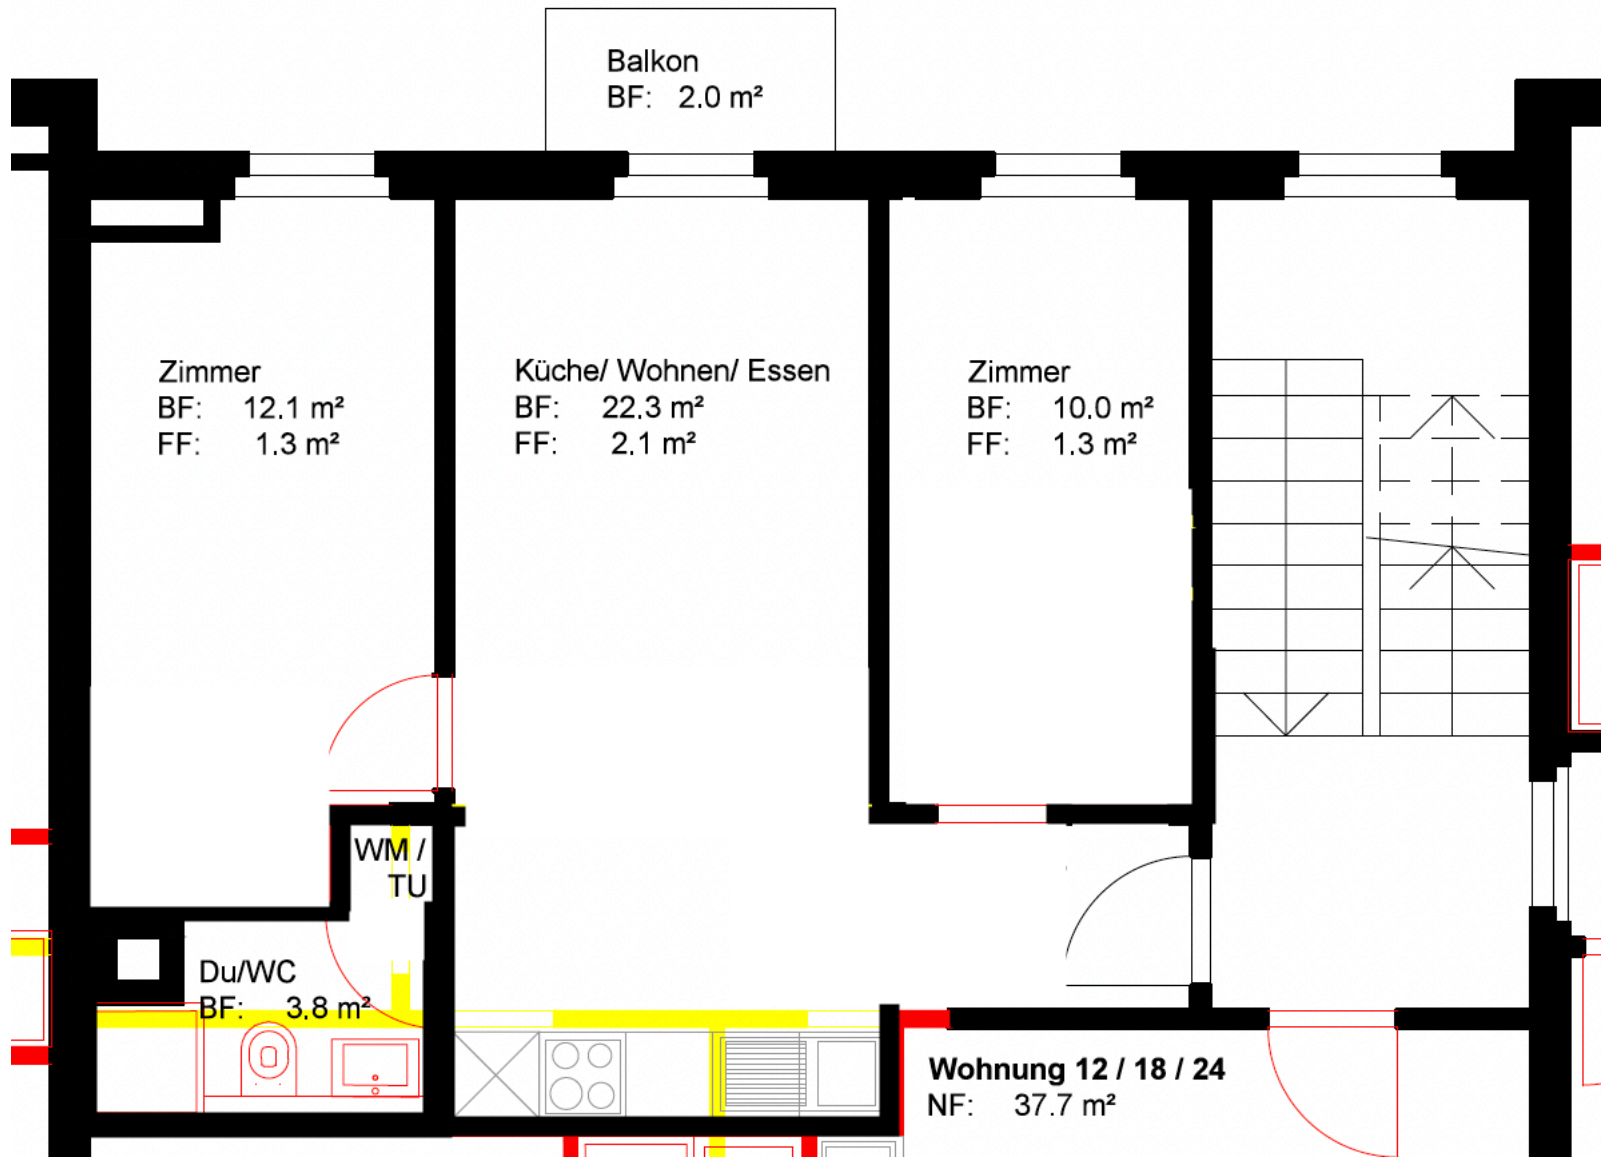 Balkon
BF: 2.0 m²
Zimmer
BF: 12.1 m²
FF: 1.3 m²
Küche/ Wohnen/ Essen
BF: 22.3 m²
FF: 2.1 m²
Zimmer
BF: 10.0 m²
FF: 1.3 m²
WM /
TU
Du/WC
BF: 3.8 m²
Wohnung 12 / 18 / 24
NF: 37.7 m²